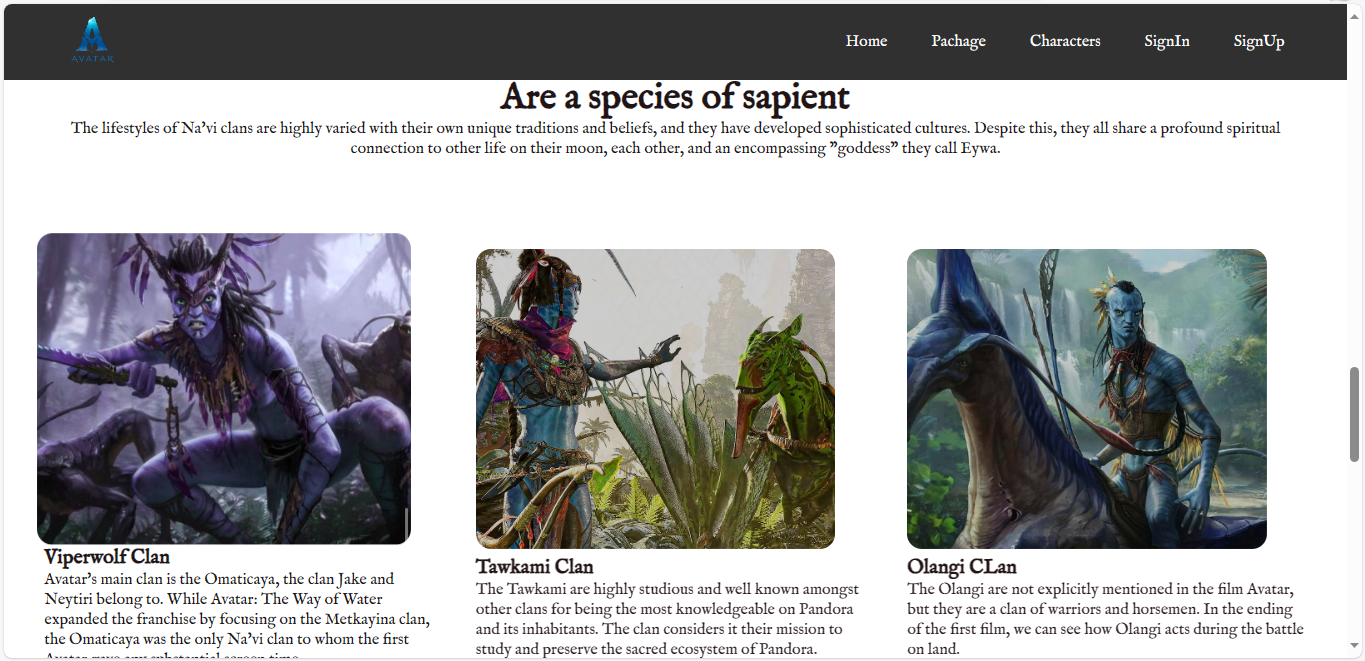 AVATAR
Home Pachage Characters SignIn SignUp
Are a species of sapient
The lifestyles of Na'vi clans are highly varied with their own unique traditions and beliefs, and they have developed sophisticated cultures. Despite this, they all share a profound spiritual
connection to other life on their moon, each other, and an encompassing "goddess" they call Eywa.
Viperwolf Clan
Avatar's main clan is the Omaticaya, the clan Jake and
Neytiri belong to. While Avatar: The Way of Water
expanded the franchise by focusing on the Metkayina clan,
the Omaticaya was the only Na'vi clan to whom the first
Avatar gave any substantial screen time.
Tawkami Clan
The Tawkami are highly studious and well known amongst
other clans for being the most knowledgeable on Pandora
and its inhabitants. The clan considers it their mission to
study and preserve the sacred ecosystem of Pandora.
Olangi CLan
The Olangi are not explicitly mentioned in the film Avatar,
but they are a clan of warriors and horsemen. In the ending
of the first film, we can see how Olangi acts during the battle
on land.